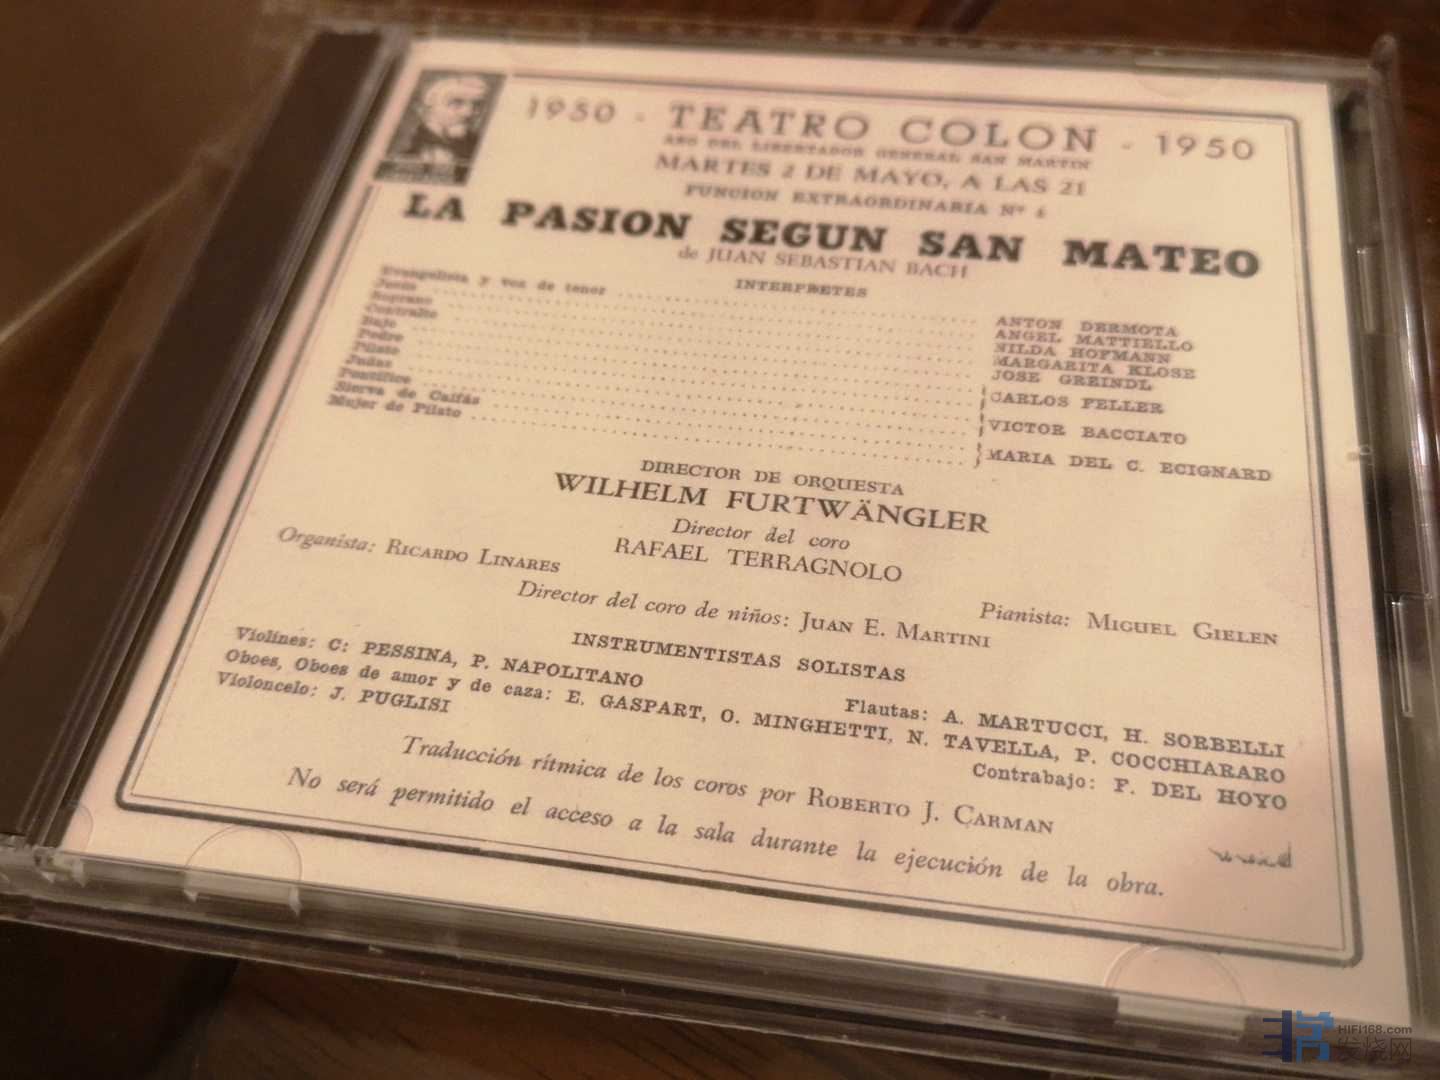 1950 - TEATRO COLON - 1950
AÑO DEL LIBERTADOR GENERAL SAN MARTIN
MARTES 2 DE MAYO, A LAS 21
FUNCION EXTRAORDINARIA Nº 6
LA PASION SEGUN SAN MATEO
de JUAN SEBASTIAN BACH
INTERPRETES
Evangelista y voz de tenor ANTON DERMOTA
Jesús ANGEL MATTIELLO
Soprano NILDA HOFMANN
Contralto MARGARITA KLOSE
Bajo JOSE GREINDL
Pedro
Pilato CARLOS FELLER
Judas
Pontífice VICTOR BACCIATO
Sierva de Caifás
Mujer de Pilato MARIA DEL C. ECIGNARD
DIRECTOR DE ORQUESTA
WILHELM FURTWÄNGLER
Director del coro
RAFAEL TERRAGNOLO
Organista: RICARDO LINARES
Pianista: MIGUEL GIELEN
Director del coro de niños: JUAN E. MARTINI
INSTRUMENTISTAS SOLISTAS
Violines: C: PESSINA, P. NAPOLITANO
Flautas: A. MARTUCCI, H. SORBELLI
Oboes, Oboes de amor y de caza: E. GASPART, O. MINGHETTI, N. TAVELLA, P. COCCHIARARO
Violoncelo: J. PUGLISI
Contrabajo: F. DEL HOYO
Traducción rítmica de los coros por ROBERTO J. CARMAN
No será permitido el acceso a la sala durante la ejecución de la obra.
HIFI168.com
发烧网